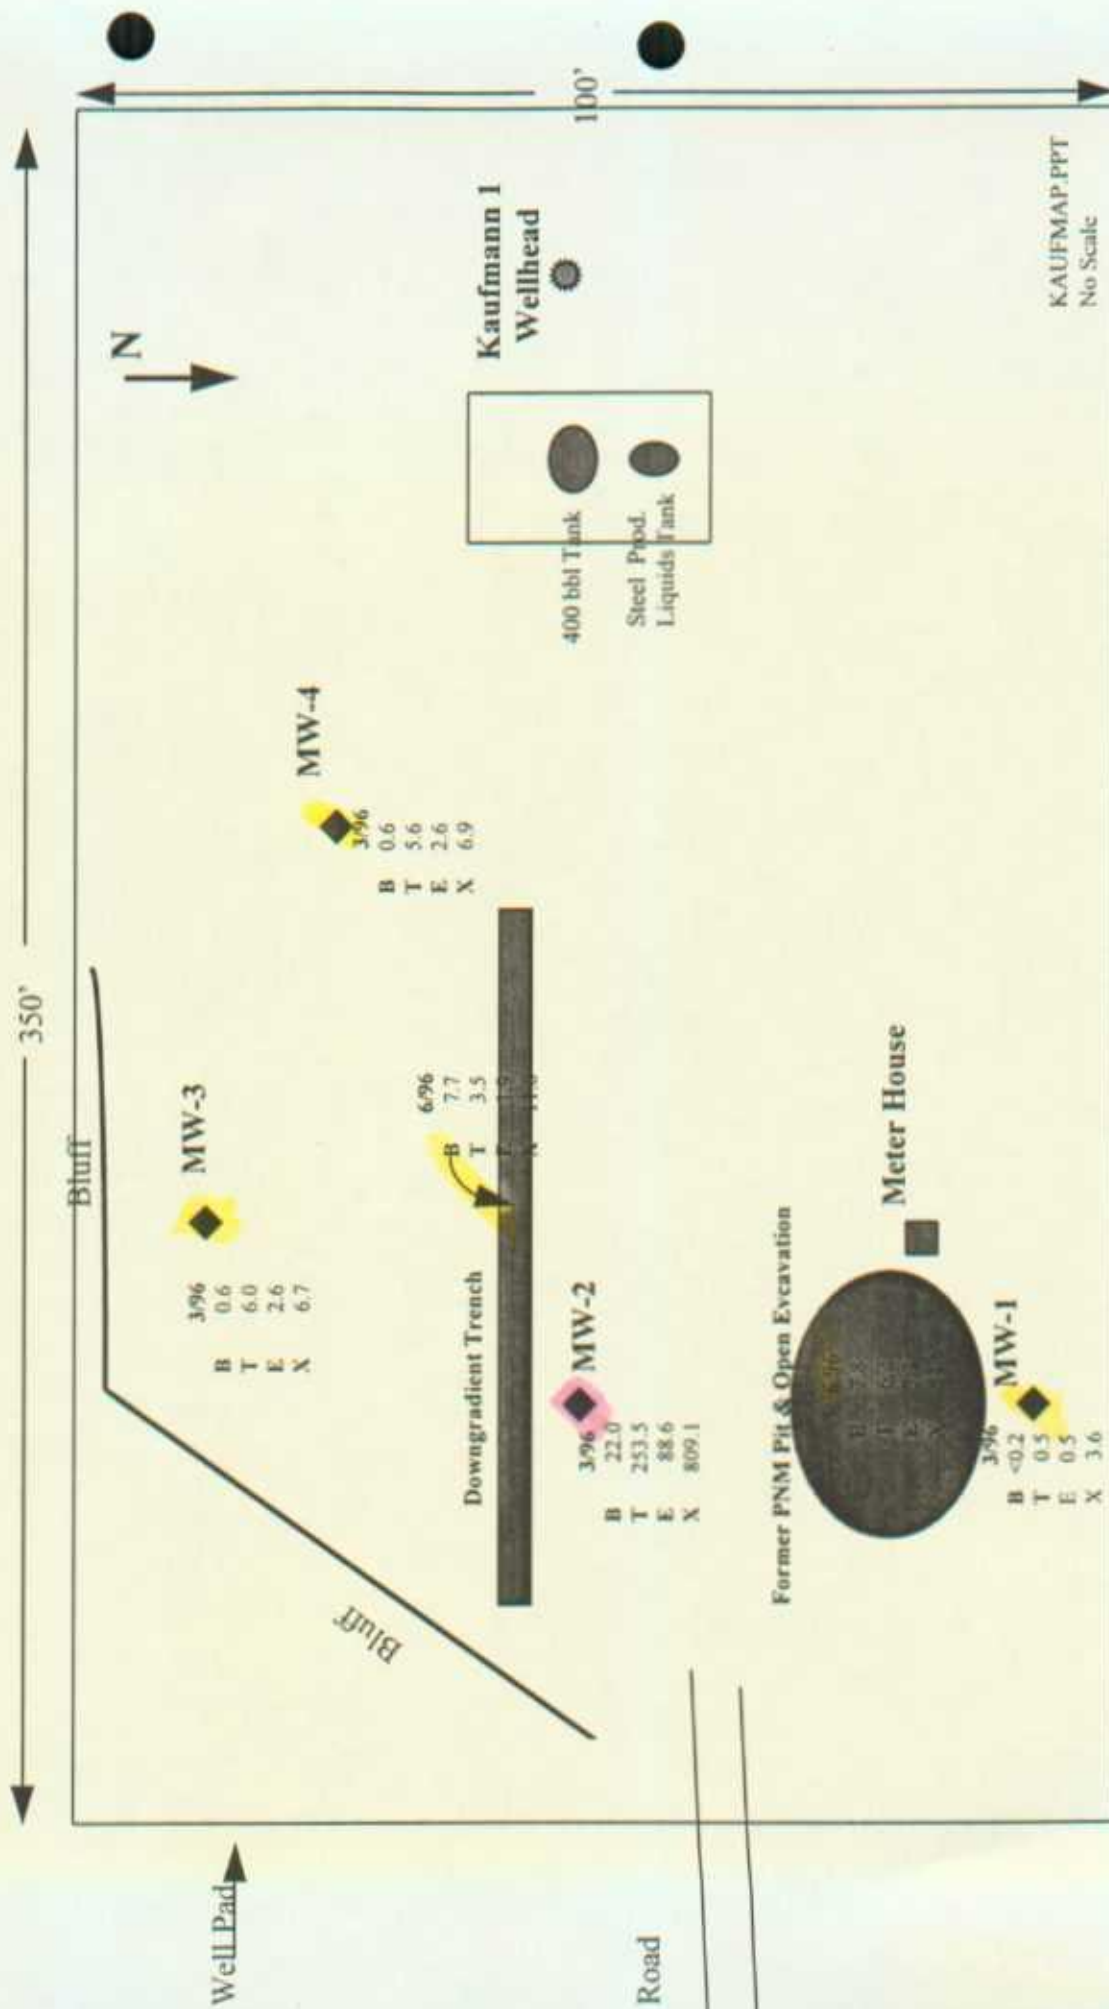 350'
100'
N
Bluff
Bluff
Well Pad
Road
MW-3
3/96
B 0.6
T 6.0
E 2.6
X 6.7
MW-4
3/96
B 0.6
T 5.6
E 2.6
X 6.9
Kaufmann 1
Wellhead
400 bbl Tank
Steel Prod.
Liquids Tank
6/96
B 7.7
T 3.5
Downgradient Trench
MW-2
3/96
B 22.0
T 253.5
E 88.6
X 809.1
Former PNM Pit & Open Evcavation
Meter House
MW-1
3/96
B <0.2
T 0.5
E 0.5
X 3.6
KAUFMAP.PPT
No Scale